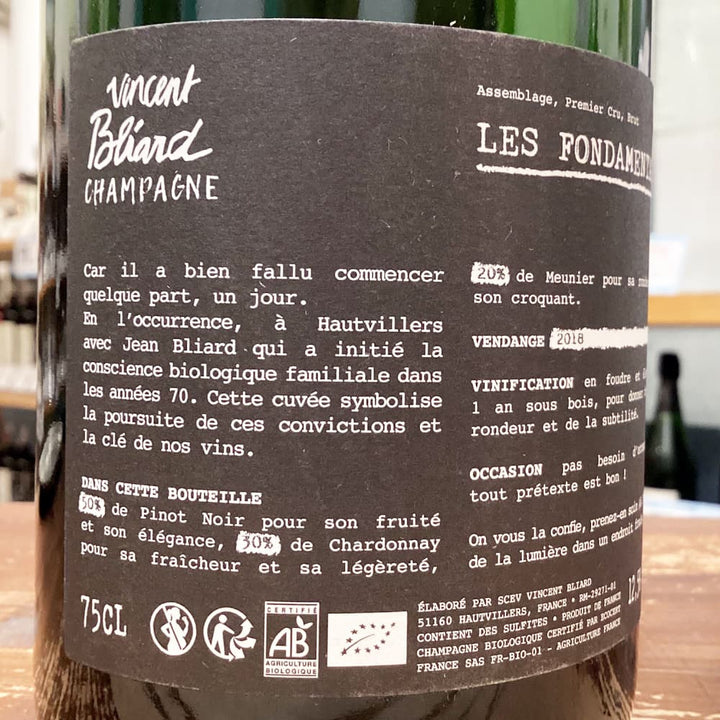 Vincent
Bliard
CHAMPAGNE
Car il a bien fallu commencer
quelque part, un jour.
En l'occurrence, à Hautvillers
avec Jean Bliard qui a initié la
conscience biologique familiale dans
les années 70. Cette cuvée symbolise
la poursuite de ces convictions et
la clé de nos vins.
DANS CETTE BOUTEILLE
50% de Pinot Noir pour son fruité
et son élégance, 30% de Chardonnay
pour sa fraîcheur et sa légèreté,
75CL
CERTIFIÉ
AB
AGRICULTURE
BIOLOGIQUE
Assemblage, Premier Cru, Brut
LES
20% de Meunier pour sa
son croquant.
VENDANGE 2018
VINIFICATION en foudre et
1 an sous bois, pour donner
rondeur et de la subtilité.
OCCASION pas besoin
tout prétexte est bon !
On vous la confie, prenez-en soin
de la lumière dans un endroit
ÉLABORÉ PAR SCEV VINCENT BLIARD
51160 HAUTVILLERS, FRANCE • RM-29271-01
CONTIENT DES SULFITES • PRODUIT DE FRANCE
CHAMPAGNE BIOLOGIQUE CERTIFIÉ PAR ECOCERT
FRANCE SAS FR-BIO-01 - AGRICULTURE FRANCE